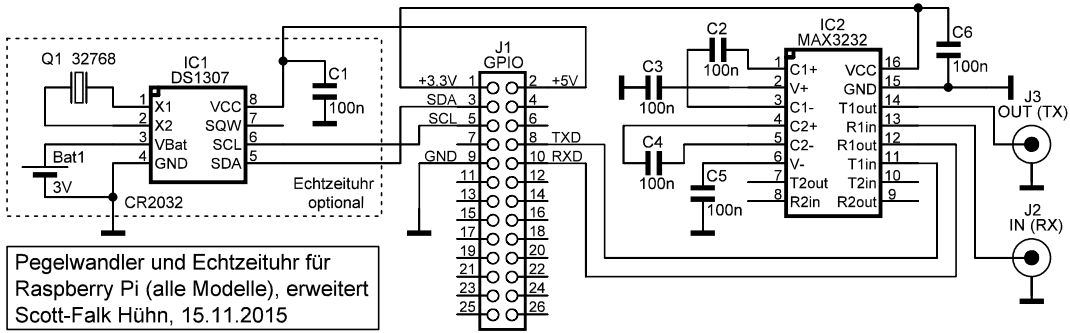 Q1 32768
IC1
DS1307
X1
X2
VBat
GND
VCC
SQW
SCL
SDA
1
2
3
4
8
7
6
5
C1
100n
Bat1
3V
CR2032
Echtzeituhr
optional
J1
GPIO
+3.3V 1 2 +5V
SDA 3 4
SCL 5 6
7 8 TXD
GND 9 10 RXD
11 12
13 14
15 16
17 18
19 20
21 22
23 24
25 26
C2
100n
C3
100n
C4
100n
C5
100n
C6
100n
IC2
MAX3232
1 C1+ VCC 16
2 V+ GND 15
3 C1- T1out 14
4 C2+ R1in 13
5 C2- R1out 12
6 V- T1in 11
7 T2out T2in 10
8 R2in R2out 9
J3
OUT (TX)
J2
IN (RX)
Pegelwandler und Echtzeituhr für
Raspberry Pi (alle Modelle), erweitert
Scott-Falk Hühn, 15.11.2015